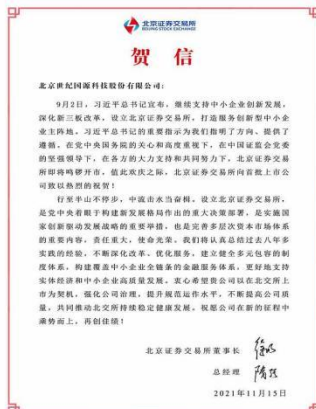 北京证券交易所
贺信
北京世纪国源科技股份有限公司:
9月2日,习近平总书记宣布,继续支持中小企业创新发展,
深化新三板改革,设立北京证券交易所,打造服务创新型中小企
业主阵地。习近平总书记的重要指示为我们指明了方向、提供了
遵循。在党中央国务院的关心和高度重视下,在中国证监会党委
的坚强领导下,在各方的大力支持和共同努力下,北京证券交易
所即将鸣锣开市,值此欢庆之际,北京证券交易所向首批上市公
司致以热烈的祝贺!
行至半山不停步,中流击水当奋楫。设立北京证券交易所,
是党中央着眼于构建新发展格局作出的重大决策部署,是实施国
家创新驱动发展战略的重要举措,也是完善多层次资本市场体系
的重要内容,责任重大,使命光荣。我们将认真总结过去八年多
实践的经验,不断深化改革、优化服务,建立健全多元包容的制
度体系,构建覆盖中小企业全链条的金融服务体系,更好地支持
实体经济和中小企业高质量发展。衷心希望贵公司以在北交所上
市为契机,强化公司治理,提升规范运作水平,不断提高公司质
量,共同推动北交所持续稳定健康发展。祝愿公司在新的征程中
乘势而上,再创佳绩!
北京证券交易所董事长
总经理
2021年11月15日